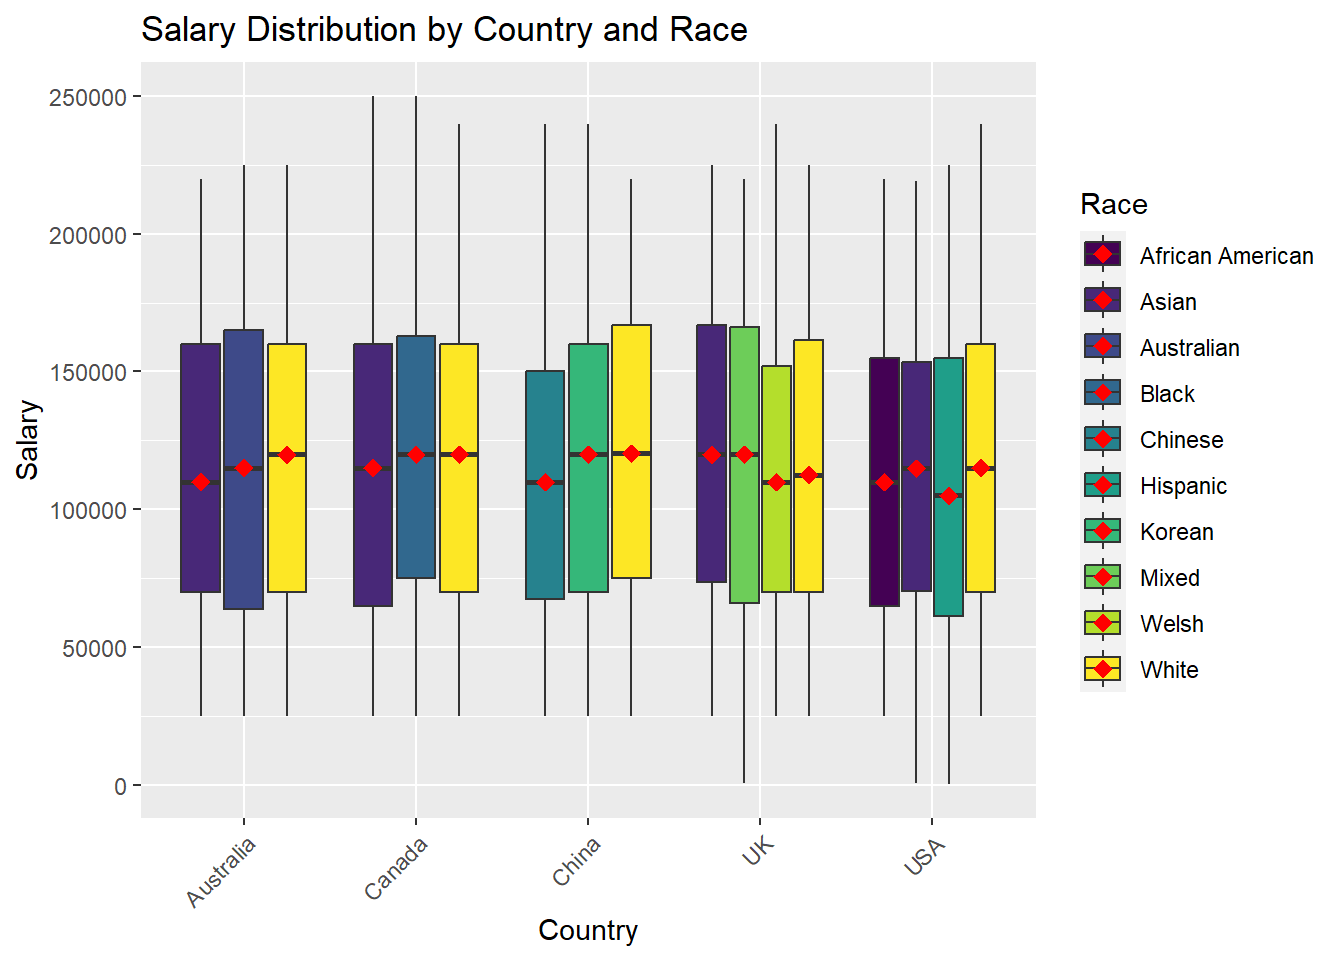 Salary Distribution by Country and Race
250000
200000
150000
100000
50000
0
Salary
Australia
Canada
China
UK
USA
Country
Race
African American
Asian
Australian
Black
Chinese
Hispanic
Korean
Mixed
Welsh
White